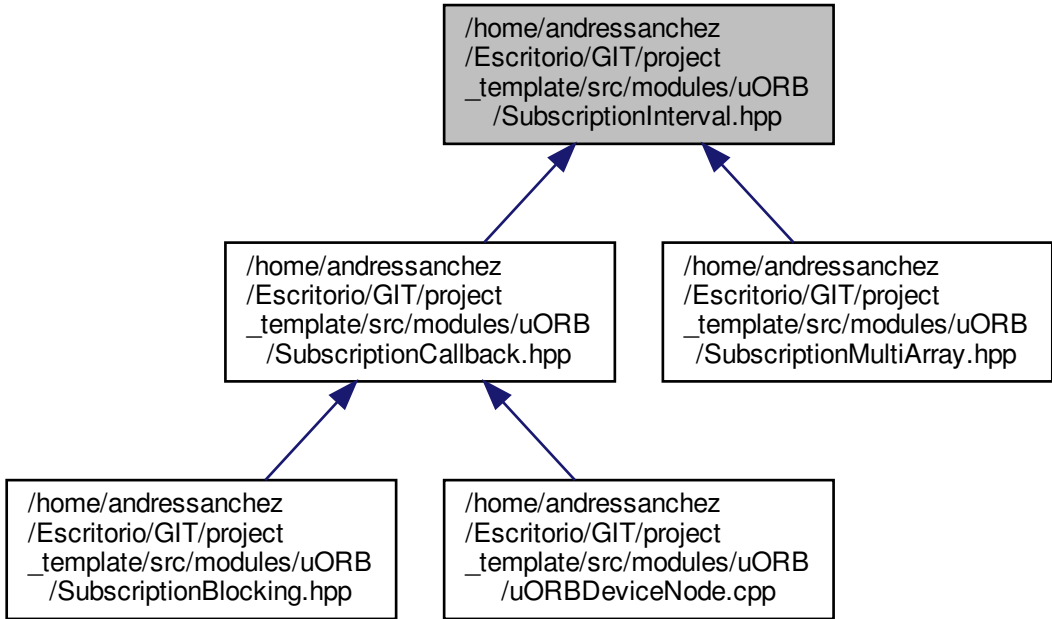 /home/andressanchez
/Escritorio/GIT/project
_template/src/modules/uORB
/SubscriptionInterval.hpp
/home/andressanchez
/Escritorio/GIT/project
_template/src/modules/uORB
/SubscriptionCallback.hpp
/home/andressanchez
/Escritorio/GIT/project
_template/src/modules/uORB
/SubscriptionMultiArray.hpp
/home/andressanchez
/Escritorio/GIT/project
_template/src/modules/uORB
/SubscriptionBlocking.hpp
/home/andressanchez
/Escritorio/GIT/project
_template/src/modules/uORB
/uORBDeviceNode.cpp